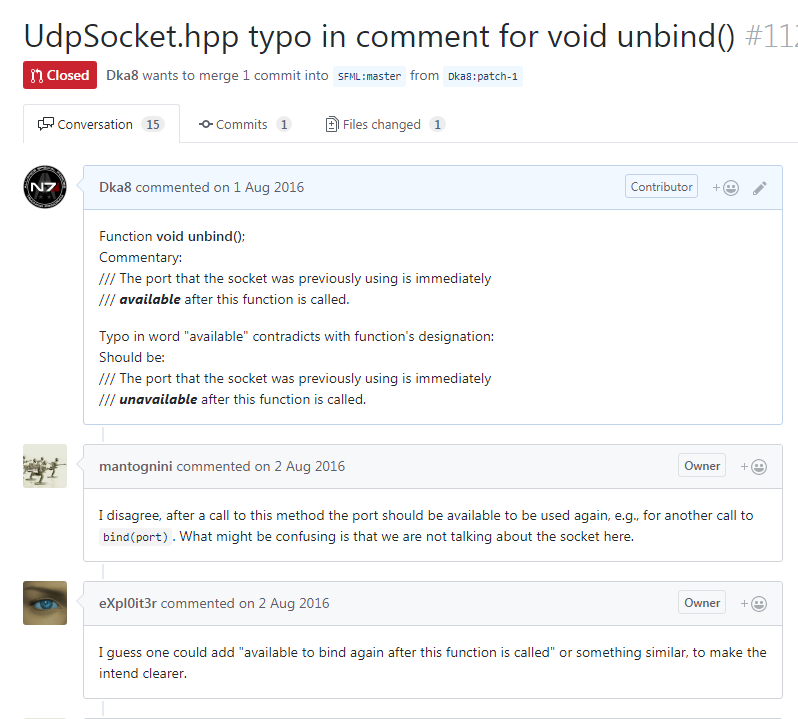 UdpSocket.hpp typo in comment for void unbind()
Closed Dka8 wants to merge 1 commit into SFML:master from Dka8:patch-1
Conversation 15 Commits 1 Files changed 1
N7
Dka8 commented on 1 Aug 2016 Contributor +
Function void unbind();
Commentary:
/// The port that the socket was previously using is immediately
/// available after this function is called.
Typo in word "available" contradicts with function's designation:
Should be:
/// The port that the socket was previously using is immediately
/// unavailable after this function is called.
mantognini commented on 2 Aug 2016 Owner +
I disagree, after a call to this method the port should be available to be used again, e.g., for another call to
bind(port). What might be confusing is that we are not talking about the socket here.
eXpl0it3r commented on 2 Aug 2016 Owner +
I guess one could add "available to bind again after this function is called" or something similar, to make the
intend clearer.